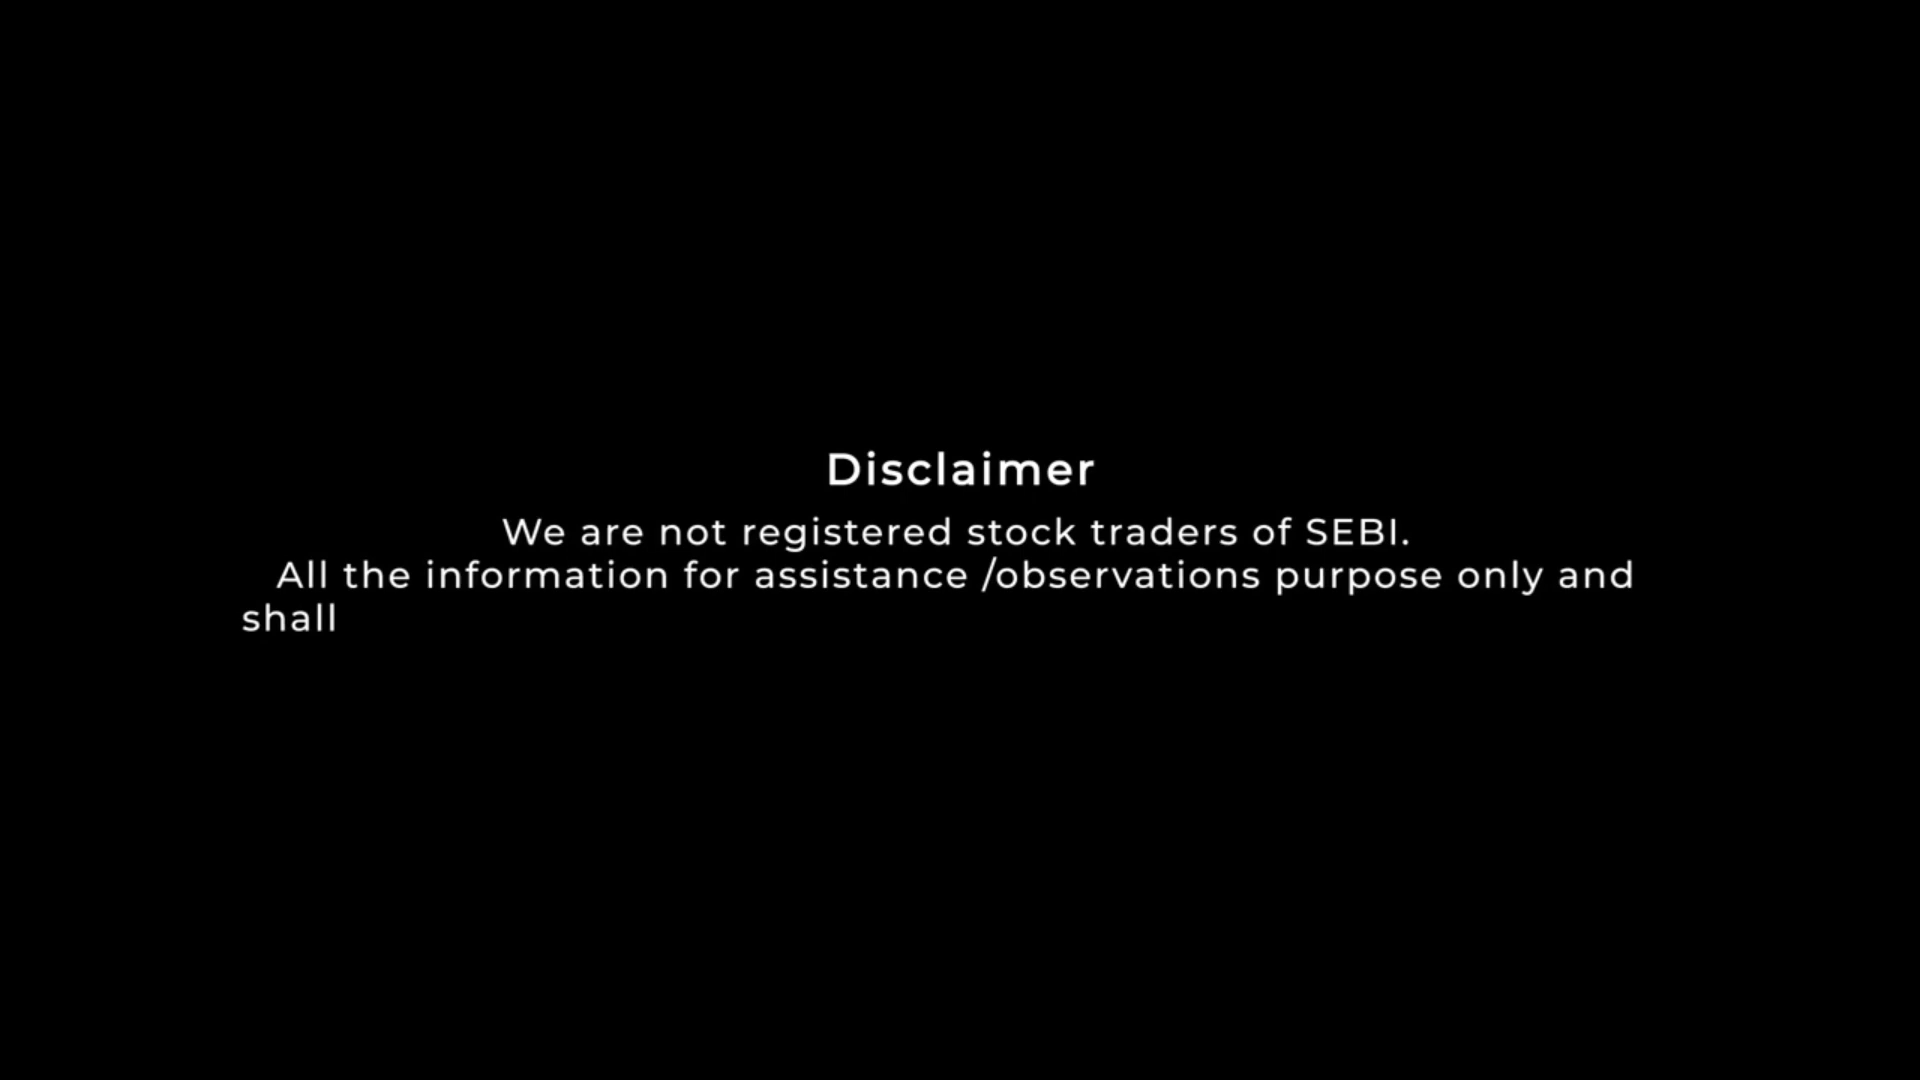 Disclaimer
We are not registered stock traders of SEBI.
All the information for assistance /observations purpose only and
shall